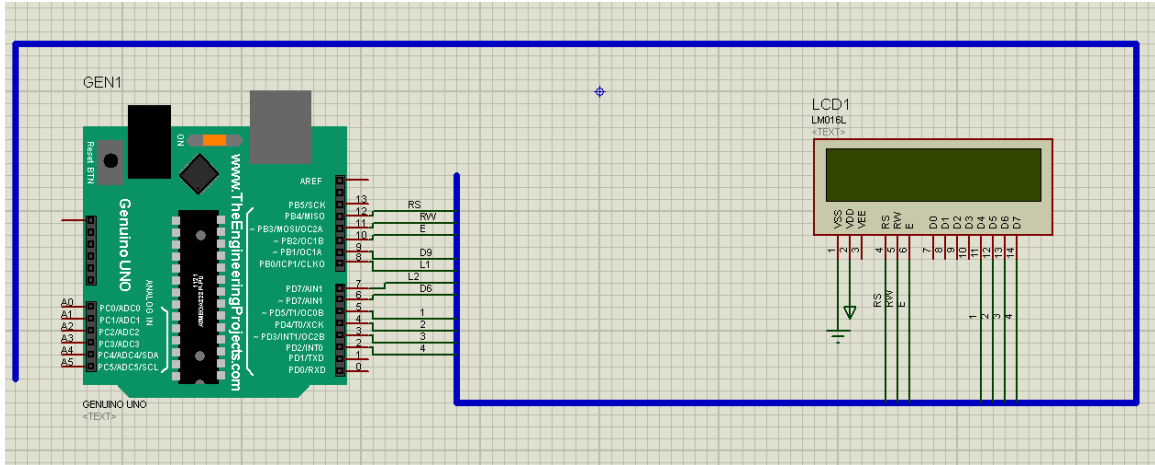 GEN1
ON
Reset BTN
Genuino UNO
www.TheEngineeringProjects.com
ANALOG IN
AREF
PB5/SCK 13
PB4/MISO 12
~ PB3/MOSI/OC2A 11
~ PB2/OC1B 10
~ PB1/OC1A 9
PB0/ICP1/CLKO 8
PD7/AIN1 7
~ PD7/AIN1 6
~ PD5/T1/OC0B 5
PD4/T0/XCK 4
~ PD3/INT1/OC2B 3
PD2/INT0 2
PD1/TXD 1
PD0/RXD 0
A0 PC0/ADC0
A1 PC1/ADC1
A2 PC2/ADC2
A3 PC3/ADC3
A4 PC4/ADC4/SDA
A5 PC5/ADC5/SCL
GENUINO UNO
<TEXT>
RS
RW
E
D9
L1
L2
D6
1
2
3
4
LCD1
LM016L
<TEXT>
VSS VDD VEE RS RW E D0 D1 D2 D3 D4 D5 D6 D7
1 2 3 4 5 6 7 8 9 10 11 12 13 14
RS RW E 1 2 3 4